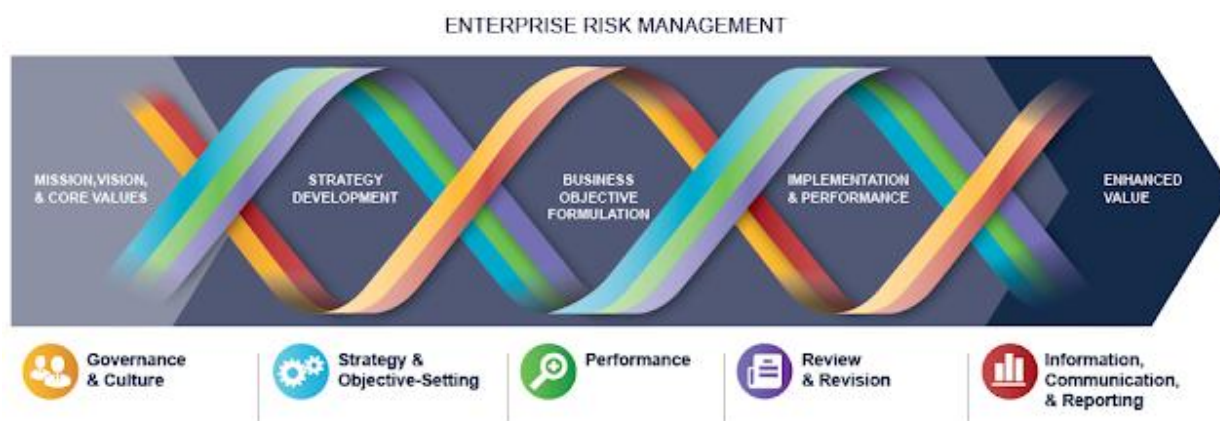 ENTERPRISE RISK MANAGEMENT
MISSION,VISION,
& CORE VALUES
STRATEGY
DEVELOPMENT
BUSINESS
OBJECTIVE
FORMULATION
IMPLEMENTATION
& PERFORMANCE
ENHANCED
VALUE
Governance
& Culture
Strategy &
Objective-Setting
Performance
Review
& Revision
Information,
Communication,
& Reporting